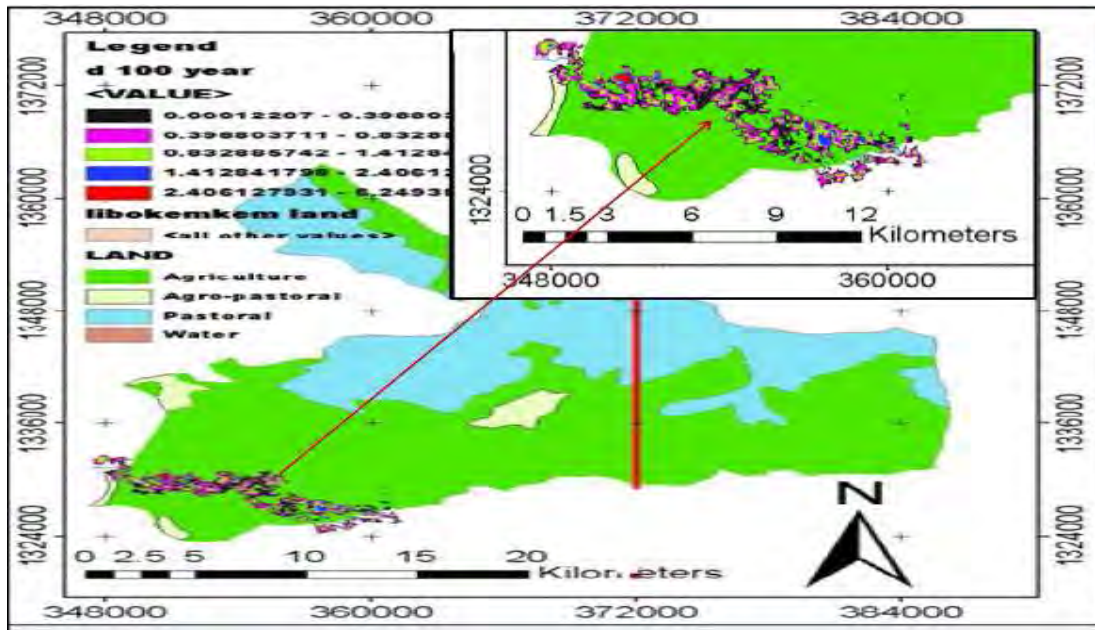 348000 360000 372000 384000
Legend
d 100 year
<VALUE>
0.00012207 - 0.398803
0.398803711 - 0.83288
0.832885742 - 1.41284
1.412841796 - 2.40612
2.406127931 - 6.24938
libokemkem land
<all other values>
LAND
Agriculture
Agro-pastoral
Pastoral
Water
1372000 1372000
1360000 1360000
1348000 1348000
1336000 1336000
1324000 1324000
1324000
0 1.5 3 6 9 12
Kilometers
348000 360000
N
0 2.5 5 10 15 20
Kilometers
348000 360000 372000 384000